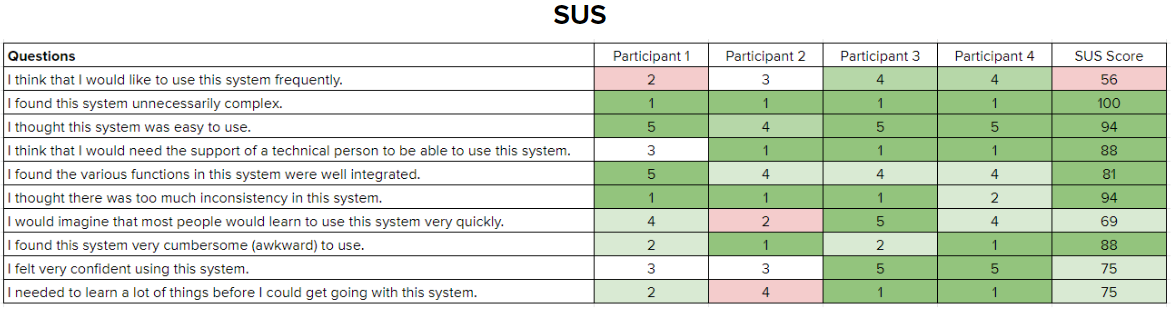 SUS
Questions Participant 1 Participant 2 Participant 3 Participant 4 SUS Score
I think that I would like to use this system frequently. 2 3 4 4 56
I found this system unnecessarily complex. 1 1 1 1 100
I thought this system was easy to use. 5 4 5 5 94
I think that I would need the support of a technical person to be able to use this system. 3 1 1 1 88
I found the various functions in this system were well integrated. 5 4 4 4 81
I thought there was too much inconsistency in this system. 1 1 1 2 94
I would imagine that most people would learn to use this system very quickly. 4 2 5 4 69
I found this system very cumbersome (awkward) to use. 2 1 2 1 88
I felt very confident using this system. 3 3 5 5 75
I needed to learn a lot of things before I could get going with this system. 2 4 1 1 75